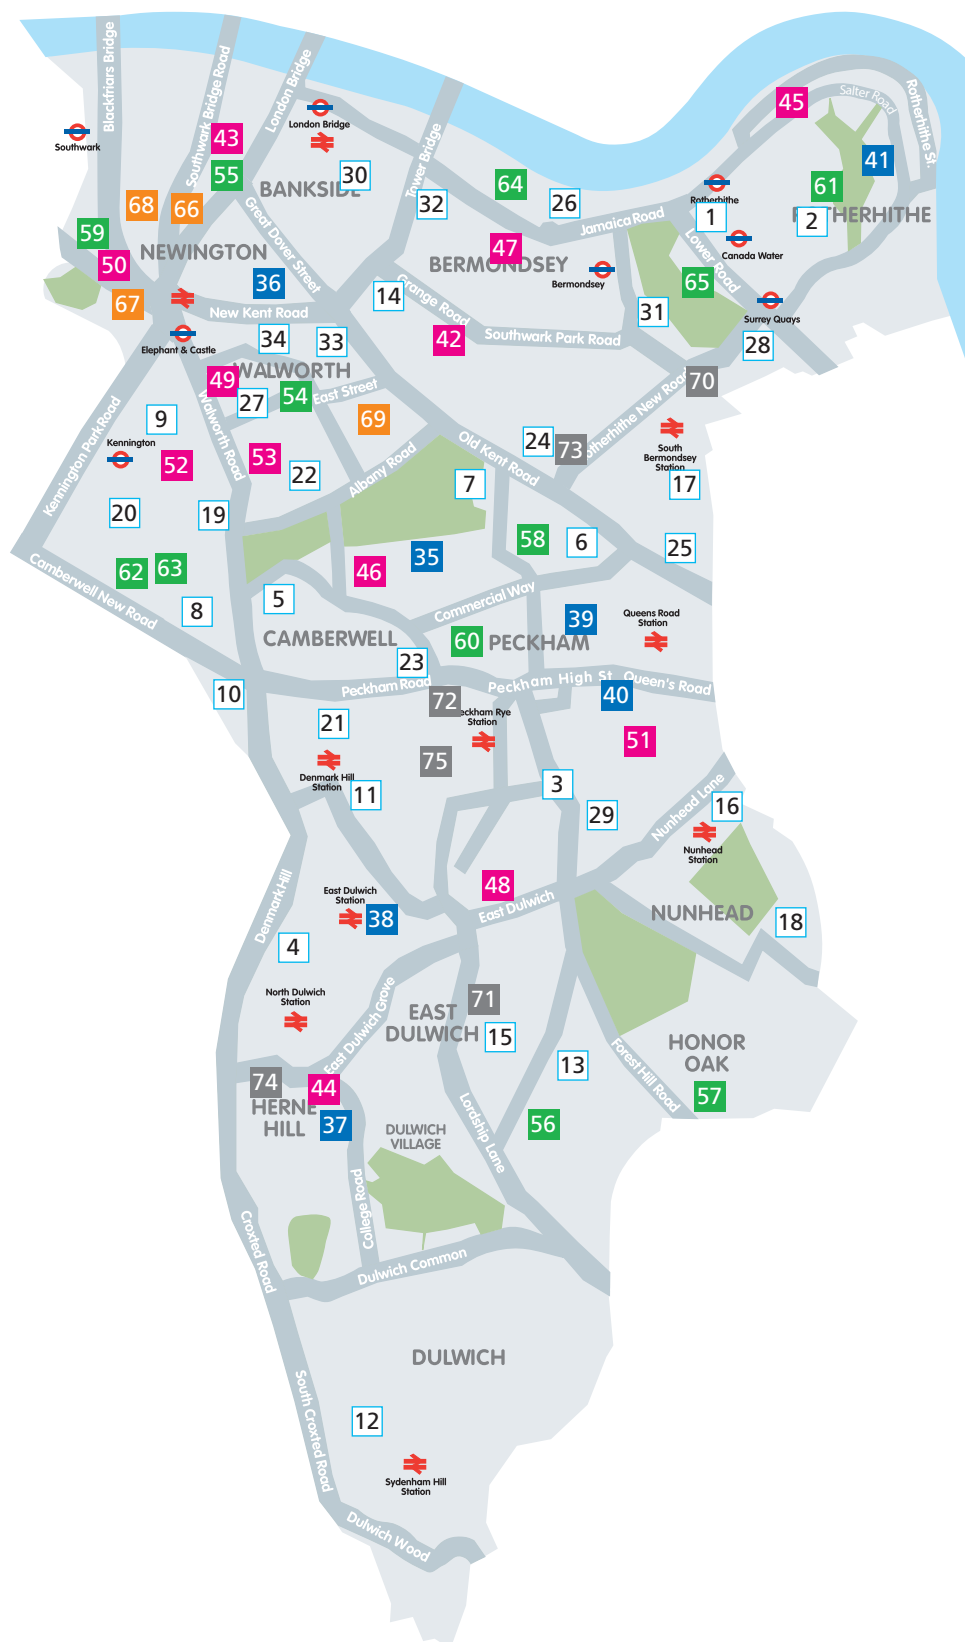 Blackfriars Bridge
Southwark Bridge Road
London Bridge
London Bridge
Southwark
Tower Bridge
45
Salter Road
Rotherhithe St.
43
41
55
30
BANKSIDE
64
26
32
61
Rotherhithe
1
2
ROTHERHITHE
68
66
59
Great Dover Street
Jamaica Road
47
Lower Road
Canada Water
NEWINGTON
50
BERMONDSEY
Bermondsey
36
65
67
14
Grange Road
31
Surrey Quays
New Kent Road
Elephant & Castle
34
33
42
Southwark Park Road
28
WALWORTH
49
27
54
East Street
70
Kennington Park Road
9
Walworth Road
69
Rotherhithe New Road
South
Bermondsey
Station
Kennington
52
53
22
Albany Road
Old Kent Road
24
73
7
17
20
19
58
6
25
62
63
46
35
Camberwell New Road
8
5
Commercial Way
39
Queens Road
Station
CAMBERWELL
60
PECKHAM
23
10
Peckham Road
Peckham High St
Queen's Road
40
72
21
Peckham Rye
Station
51
75
Denmark Hill
Station
11
3
29
Nunhead Lane
16
Nunhead
Station
48
East Dulwich
Station
38
East Dulwich
NUNHEAD
18
Denmark Hill
4
North Dulwich
Station
East Dulwich Grove
71
EAST
DULWICH
15
13
HONOR
OAK
Forest Hill Road
57
74
44
HERNE
HILL
37
Lordship Lane
56
DULWICH
VILLAGE
College Road
Croxted Road
Dulwich Common
DULWICH
South Croxted Road
12
Sydenham Hill
Station
Dulwich Wood